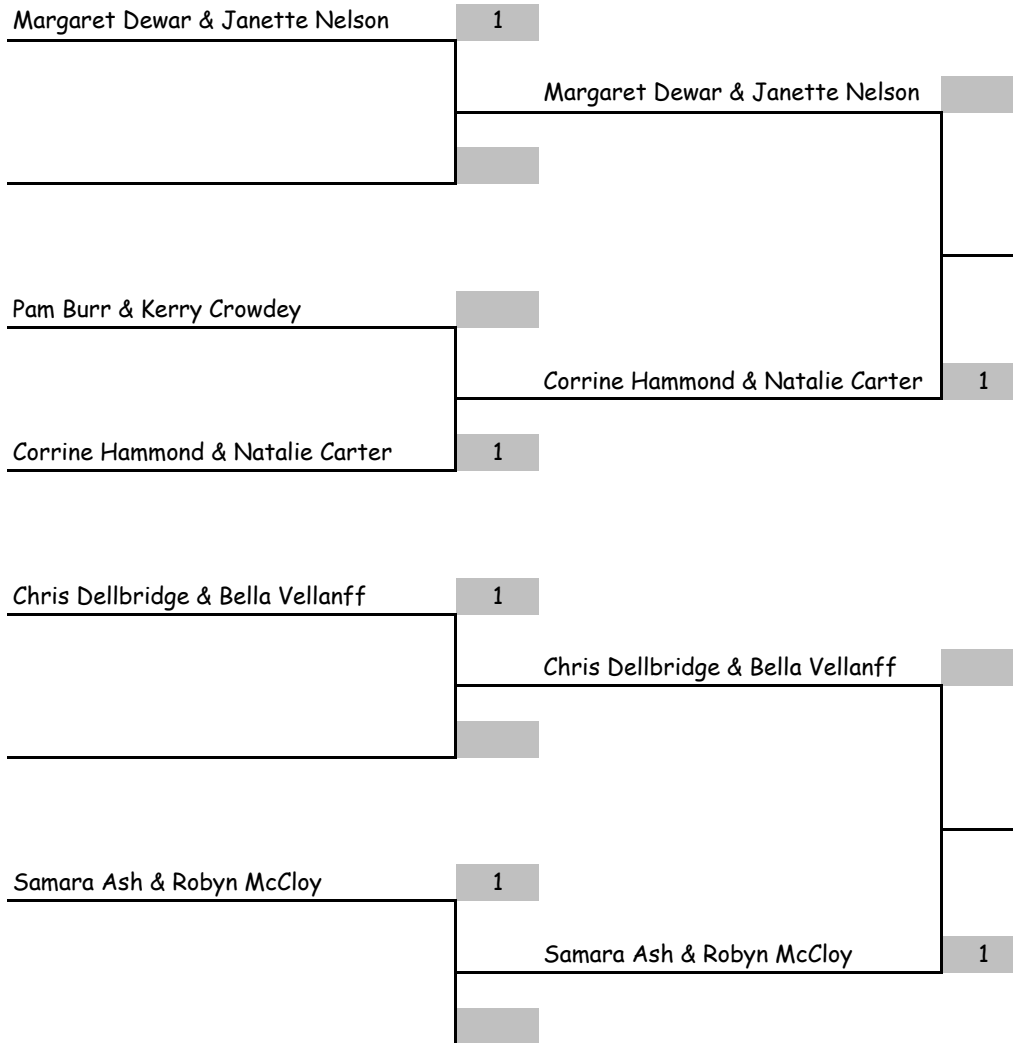 Margaret Dewar & Janette Nelson 1
Margaret Dewar & Janette Nelson
Pam Burr & Kerry Crowdey
Corrine Hammond & Natalie Carter 1
Corrine Hammond & Natalie Carter 1
Chris Dellbridge & Bella Vellanff 1
Chris Dellbridge & Bella Vellanff
Samara Ash & Robyn McCloy 1
Samara Ash & Robyn McCloy 1